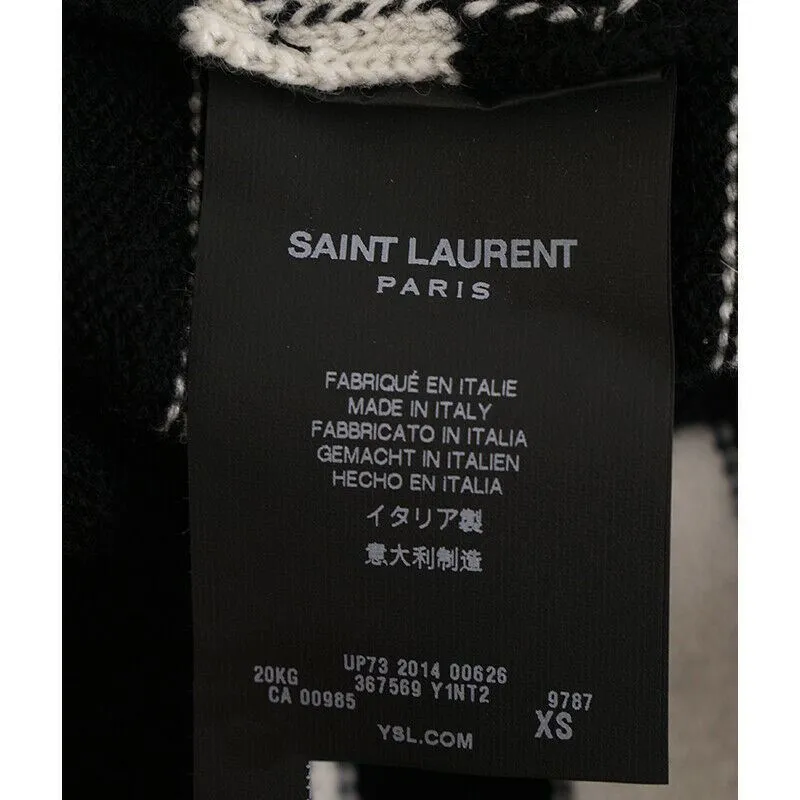 SAINT LAURENT
PARIS
FABRIQUÉ EN ITALIE
MADE IN ITALY
FABBRICATO IN ITALIA
GEMACHT IN ITALIEN
HECHO EN ITALIA
イタリア製
意大利制造
UP73 2014 00626
20KG 367569 Y1NT2 9787
CA 00985 XS
YSL.COM